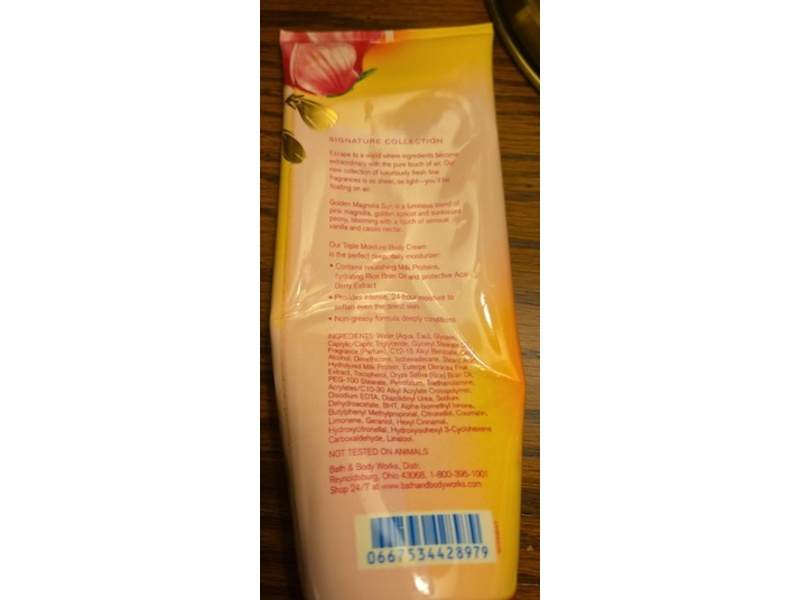 SIGNATURE COLLECTION
Escape to a world where ingredients become
extraordinary with the pure touch of air. Our
new collection of luxuriously fresh fine
fragrances is so sheer, so light—you'll be
floating on air.
Golden Magnolia Sun is a luminous blend of
pink magnolia, golden apricot and sunkissed
peony, blooming with a touch of sensual
vanilla and cassis nectar.
Our Triple Moisture Body Cream
is the perfect deep, daily moisturizer:
• Contains nourishing Milk Proteins,
hydrating Rice Bran Oil and protective Acai
Berry Extract
• Provides intense, 24-hour moisture to
soften even the driest skin
• Non-greasy formula deeply conditions
INGREDIENTS: Water (Aqua, Eau), Glycerin,
Caprylic/Capric Triglyceride, Glyceryl Stearate
Fragrance (Parfum), C12-15 Alkyl Benzoate,
Alcohol, Dimethicone, Isohexadecane, Stearic Acid,
Hydrolyzed Milk Protein, Euterpe Oleracea Fruit
Extract, Tocopherol, Oryza Sativa (Rice) Bran Oil,
PEG-100 Stearate, Petrolatum, Triethanolamine,
Acrylates/C10-30 Alkyl Acrylate Crosspolymer,
Disodium EDTA, Diazolidinyl Urea, Sodium
Dehydroacetate, BHT, Alpha-Isomethyl Ionone,
Butylphenyl Methylpropional, Citronellol, Coumarin,
Limonene, Geraniol, Hexyl Cinnamal,
Hydroxycitronellal, Hydroxyisohexyl 3-Cyclohexene
Carboxaldehyde, Linalool.
NOT TESTED ON ANIMALS
Bath & Body Works, Distr.
Reynoldsburg, Ohio 43068, 1-800-395-1001
Shop 24/7 at www.bathandbodyworks.com
0667534428979